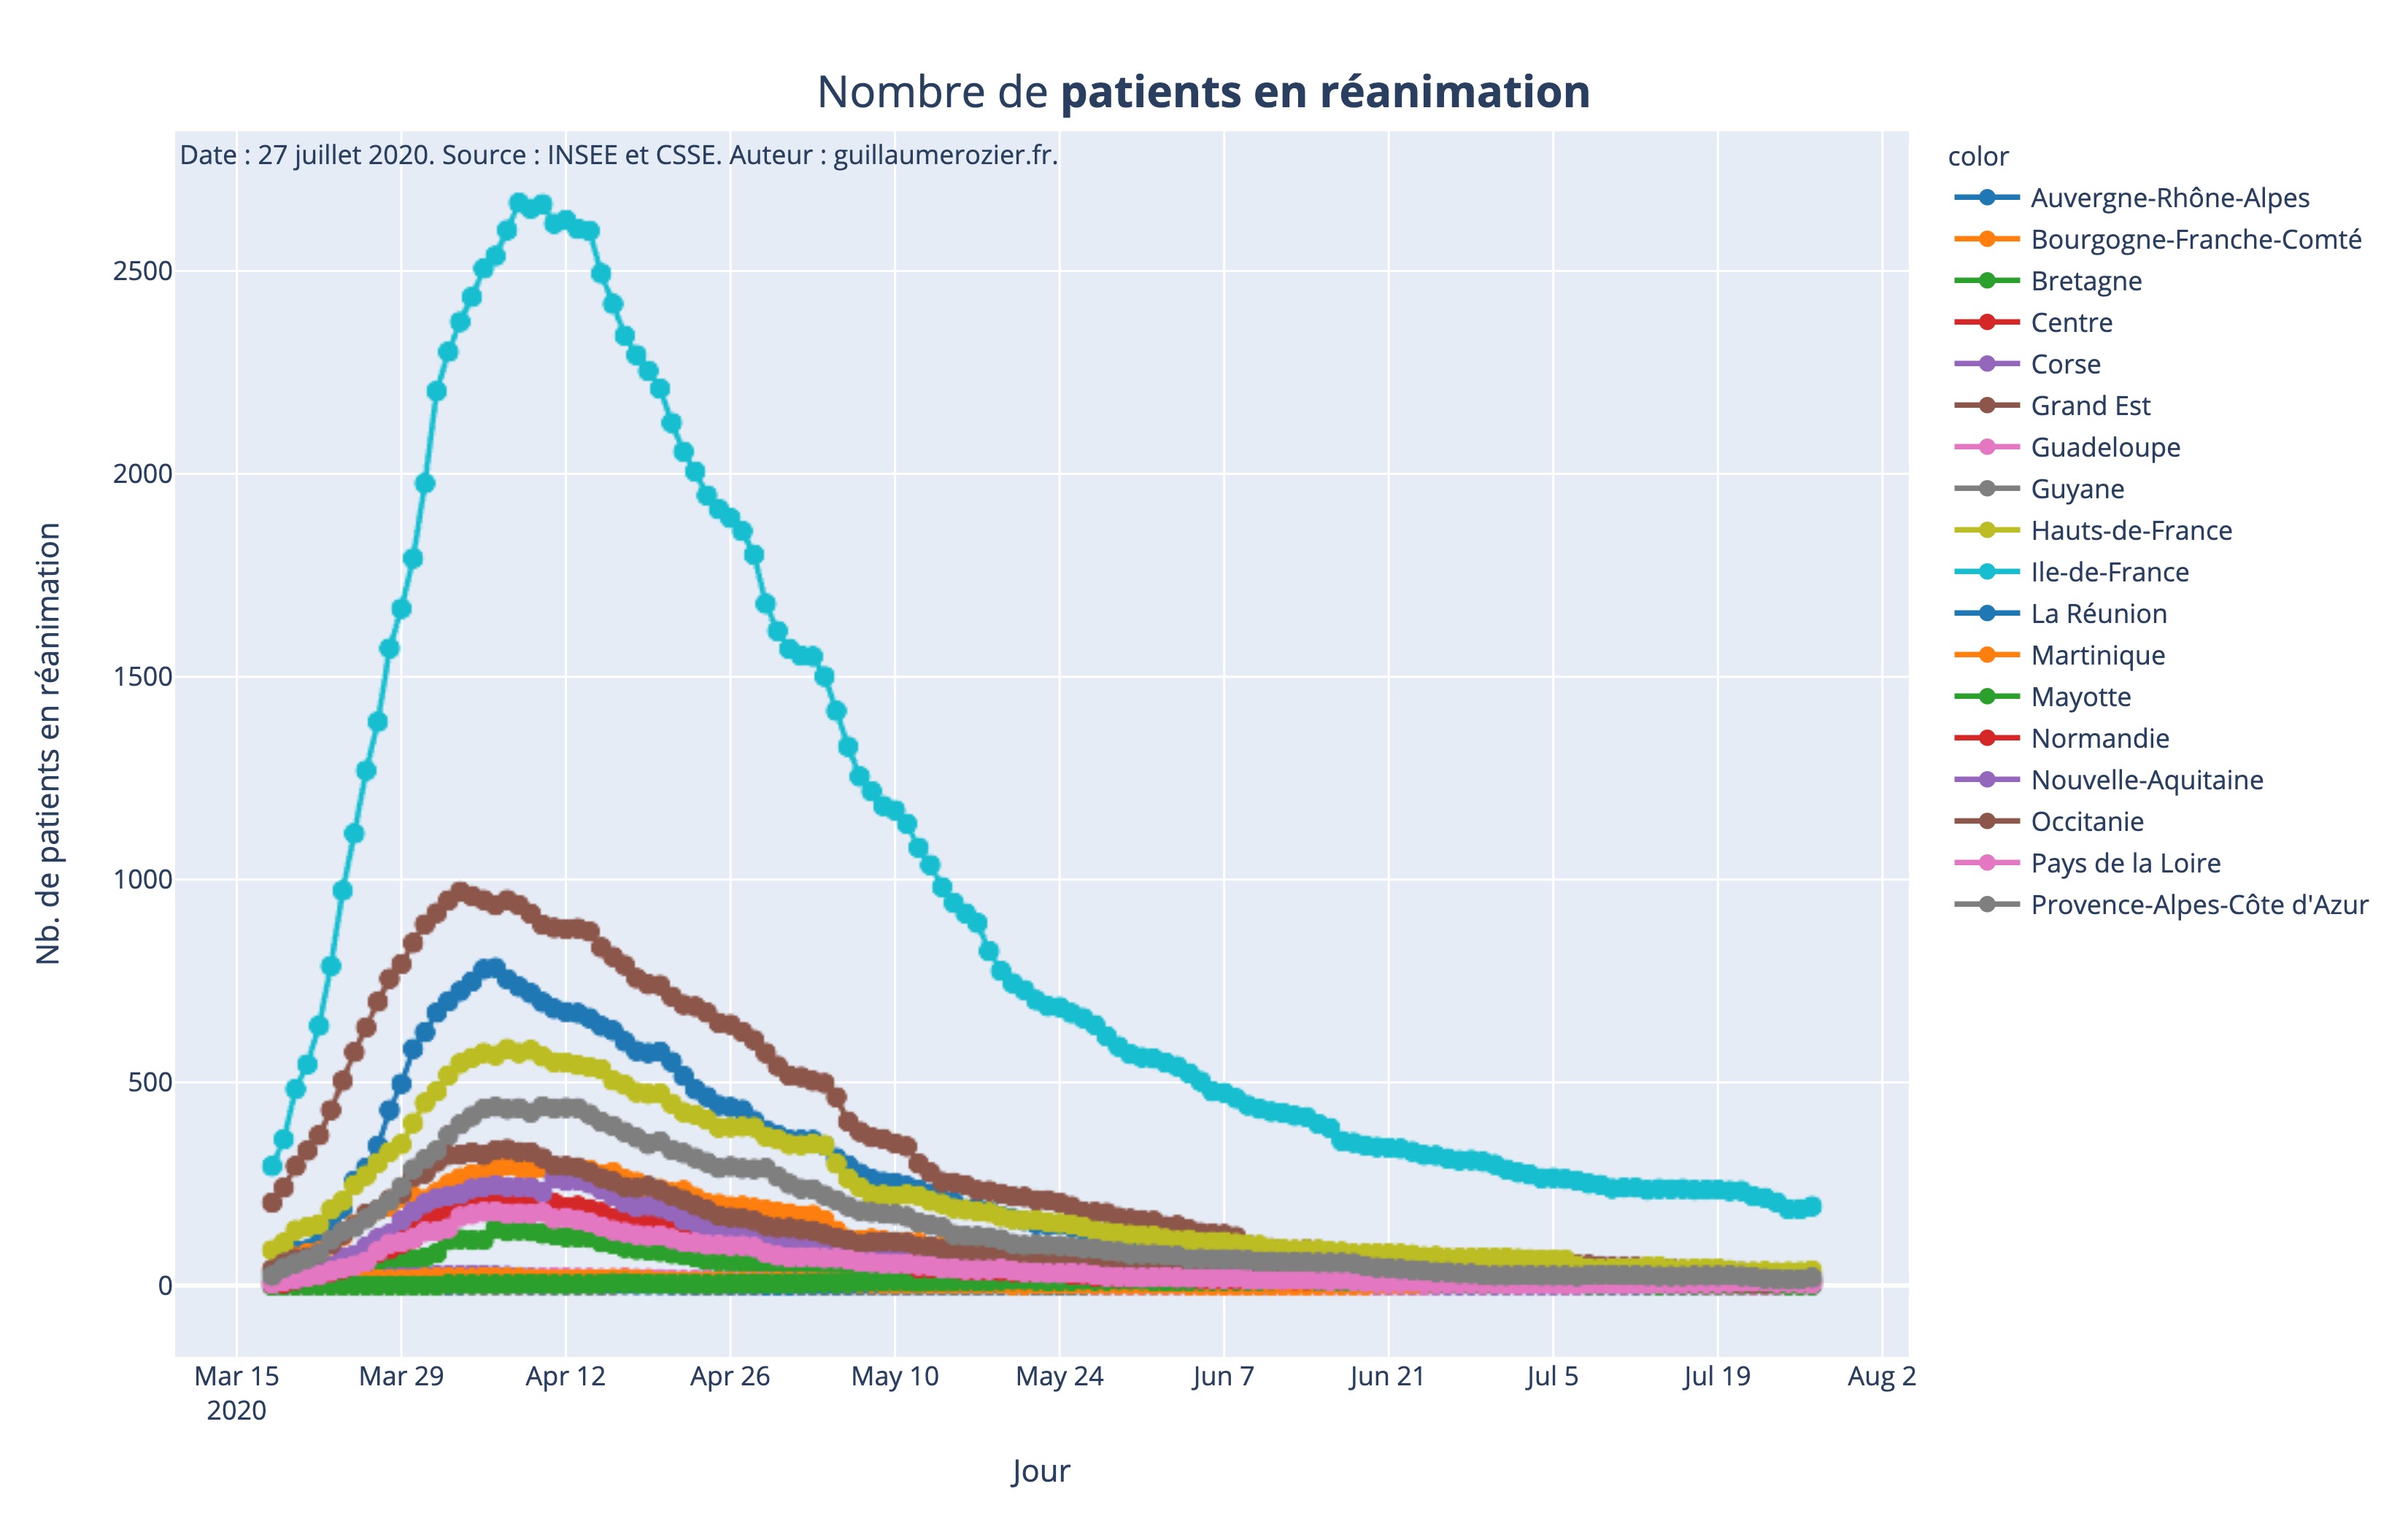 Nombre de patients en réanimation
Date : 27 juillet 2020. Source : INSEE et CSSE. Auteur : guillaumerozier.fr.
color
Auvergne-Rhône-Alpes
Bourgogne-Franche-Comté
Bretagne
Centre
Corse
Grand Est
Guadeloupe
Guyane
Hauts-de-France
Ile-de-France
La Réunion
Martinique
Mayotte
Normandie
Nouvelle-Aquitaine
Occitanie
Pays de la Loire
Provence-Alpes-Côte d'Azur
Nb. de patients en réanimation
2500
2000
1500
1000
500
0
Mar 15 Mar 29 Apr 12 Apr 26 May 10 May 24 Jun 7 Jun 21 Jul 5 Jul 19 Aug 2
2020
Jour